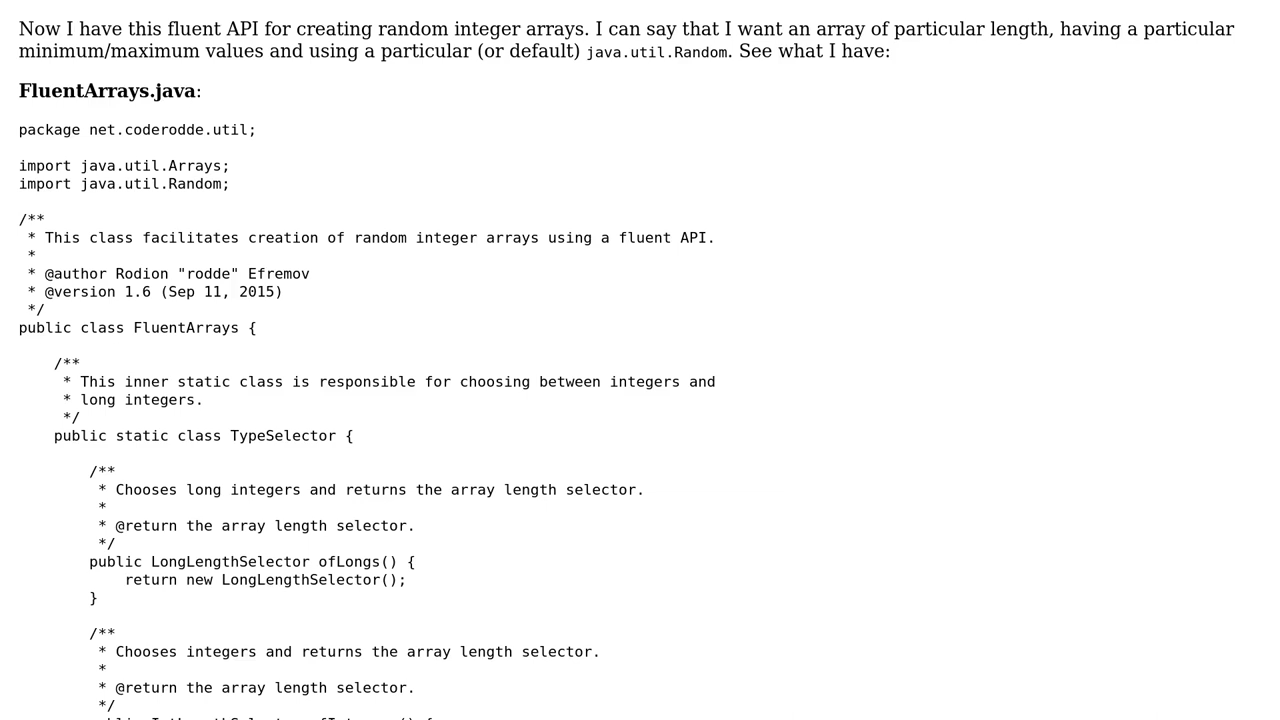 Now I have this fluent API for creating random integer arrays. I can say that I want an array of particular length, having a particular
minimum/maximum values and using a particular (or default) java.util.Random. See what I have:
FluentArrays.java:
package net.coderodde.util;
import java.util.Arrays;
import java.util.Random;
/**
 * This class facilitates creation of random integer arrays using a fluent API.
 *
 * @author Rodion "rodde" Efremov
 * @version 1.6 (Sep 11, 2015)
 */
public class FluentArrays {
    /**
     * This inner static class is responsible for choosing between integers and
     * long integers.
     */
    public static class TypeSelector {
        /**
         * Chooses long integers and returns the array length selector.
         *
         * @return the array length selector.
         */
        public LongLengthSelector ofLongs() {
            return new LongLengthSelector();
        }
        /**
         * Chooses integers and returns the array length selector.
         *
         * @return the array length selector.
         */